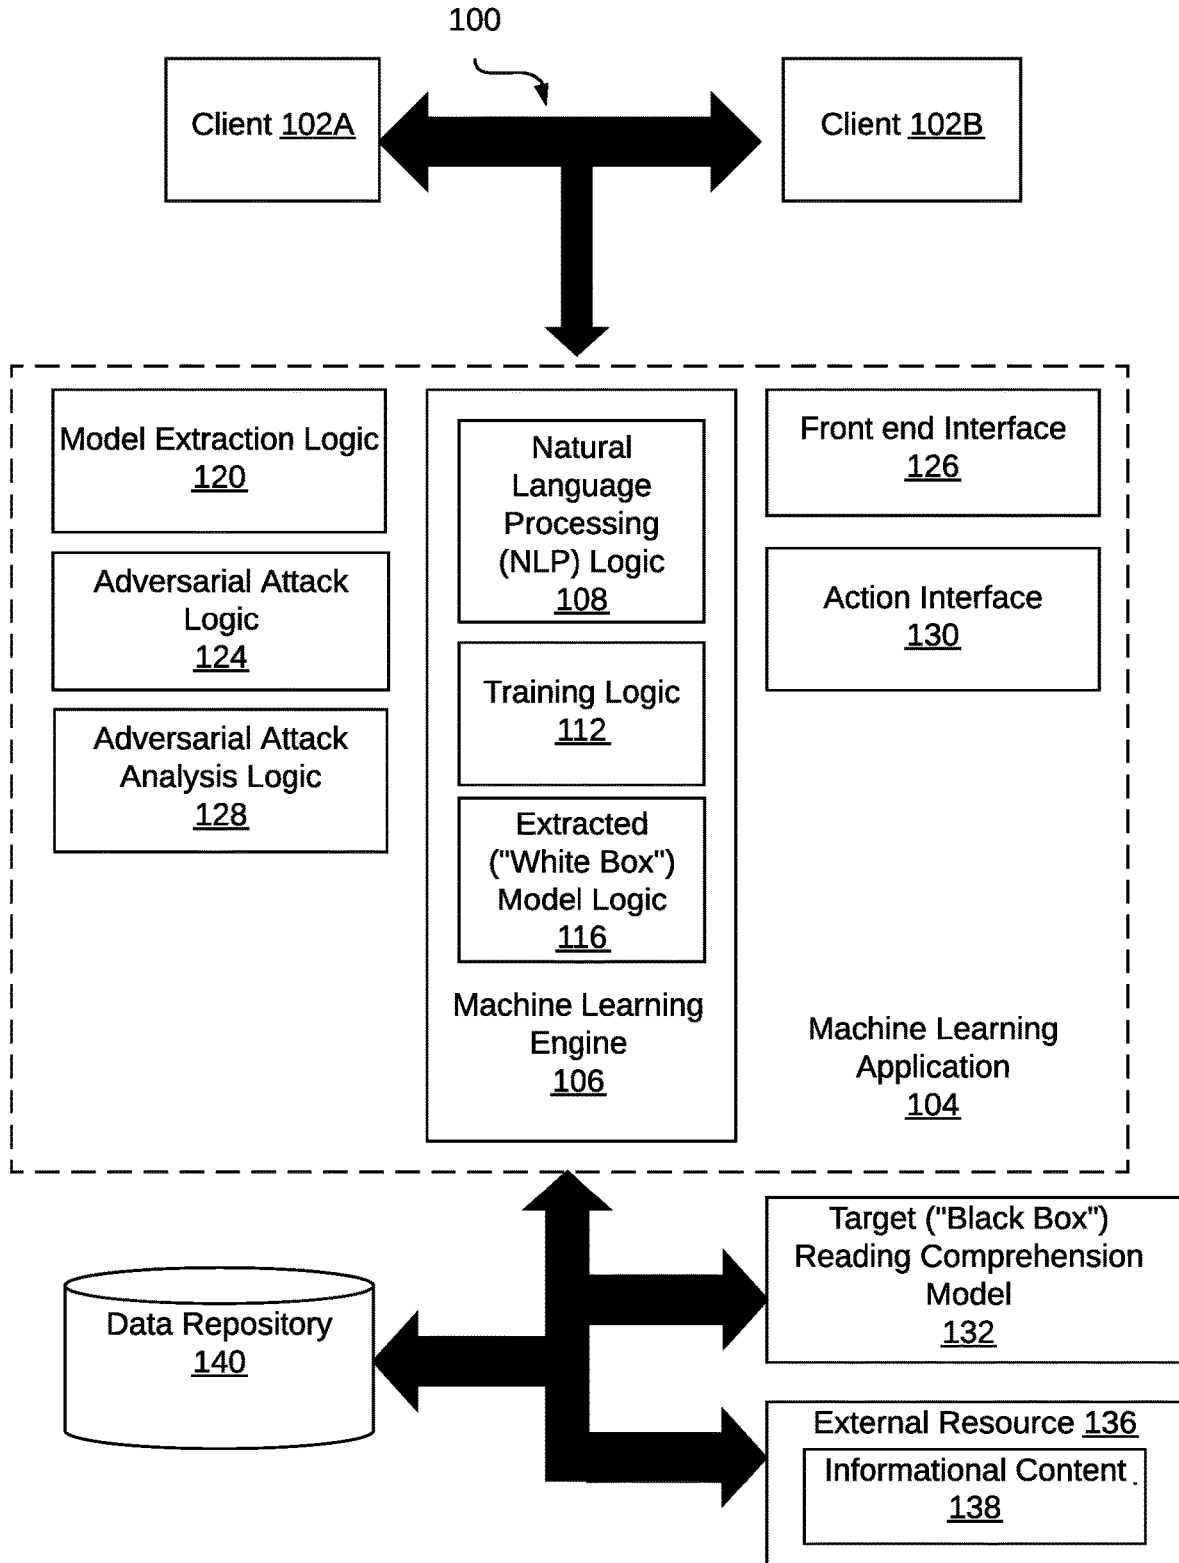 100
Client 102A
Client 102B
Model Extraction Logic
120
Adversarial Attack
Logic
124
Adversarial Attack
Analysis Logic
128
Natural
Language
Processing
(NLP) Logic
108
Training Logic
112
Extracted
("White Box")
Model Logic
116
Machine Learning
Engine
106
Front end Interface
126
Action Interface
130
Machine Learning
Application
104
Data Repository
140
Target ("Black Box")
Reading Comprehension
Model
132
External Resource 136
Informational Content
138